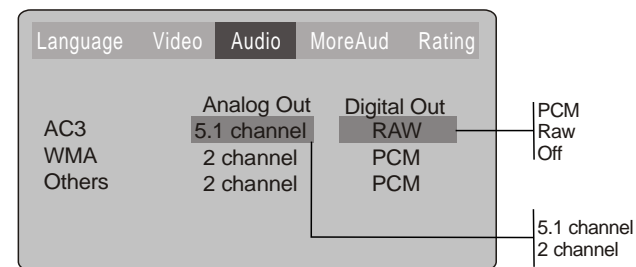 Language Video Audio MoreAud Rating
Analog Out Digital Out
AC3 5.1 channel RAW
WMA 2 channel PCM
Others 2 channel PCM
PCM
Raw
Off
5.1 channel
2 channel